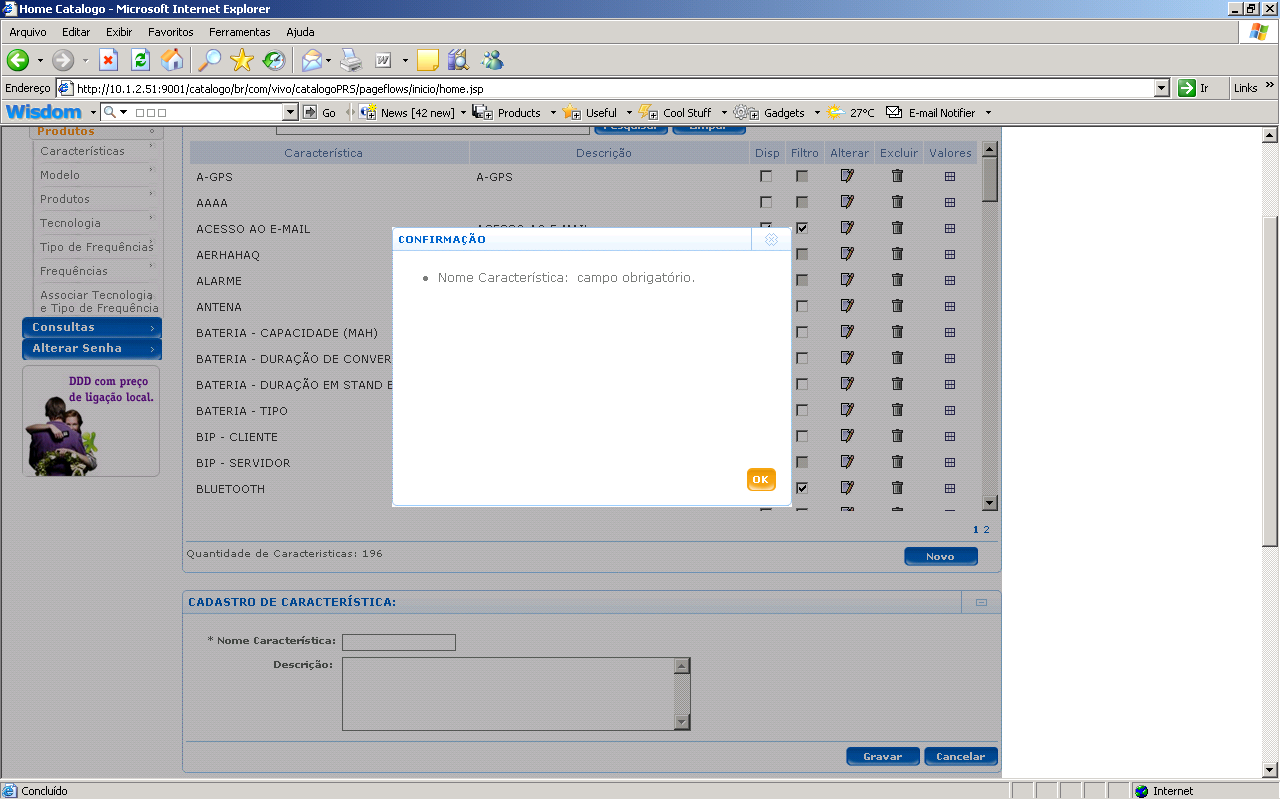 Home Catalogo - Microsoft Internet Explorer
Arquivo Editar Exibir Favoritos Ferramentas Ajuda
Endereço http://10.1.2.51:9001/catalogo/br/com/vivo/catalogoPRS/pageflows/inicio/home.jsp Ir Links »
Wisdom Go News [42 new] Products Useful Cool Stuff Gadgets 27°C E-mail Notifier
Produtos
Características
Modelo
Produtos
Tecnologia
Tipo de Frequências
Frequências
Associar Tecnologia
e Tipo de Frequência
Consultas
Alterar Senha
DDD com preço
de ligação local.
Pesquisar Limpar
Característica Descrição Disp Filtro Alterar Excluir Valores
A-GPS A-GPS
AAAA
ACESSO AO E-MAIL ACESSO AO E-MAIL
AERHAHAQ
ALARME
ANTENA
BATERIA - CAPACIDADE (MAH)
BATERIA - DURAÇÃO DE CONVER
BATERIA - DURAÇÃO EM STAND
BATERIA - TIPO
BIP - CLIENTE
BIP - SERVIDOR
BLUETOOTH
CONFIRMAÇÃO
• Nome Característica: campo obrigatório.
OK
1 2
Quantidade de Caracteristicas: 196
Novo
CADASTRO DE CARACTERÍSTICA:
* Nome Característica:
Descrição:
Gravar Cancelar
Concluído Internet